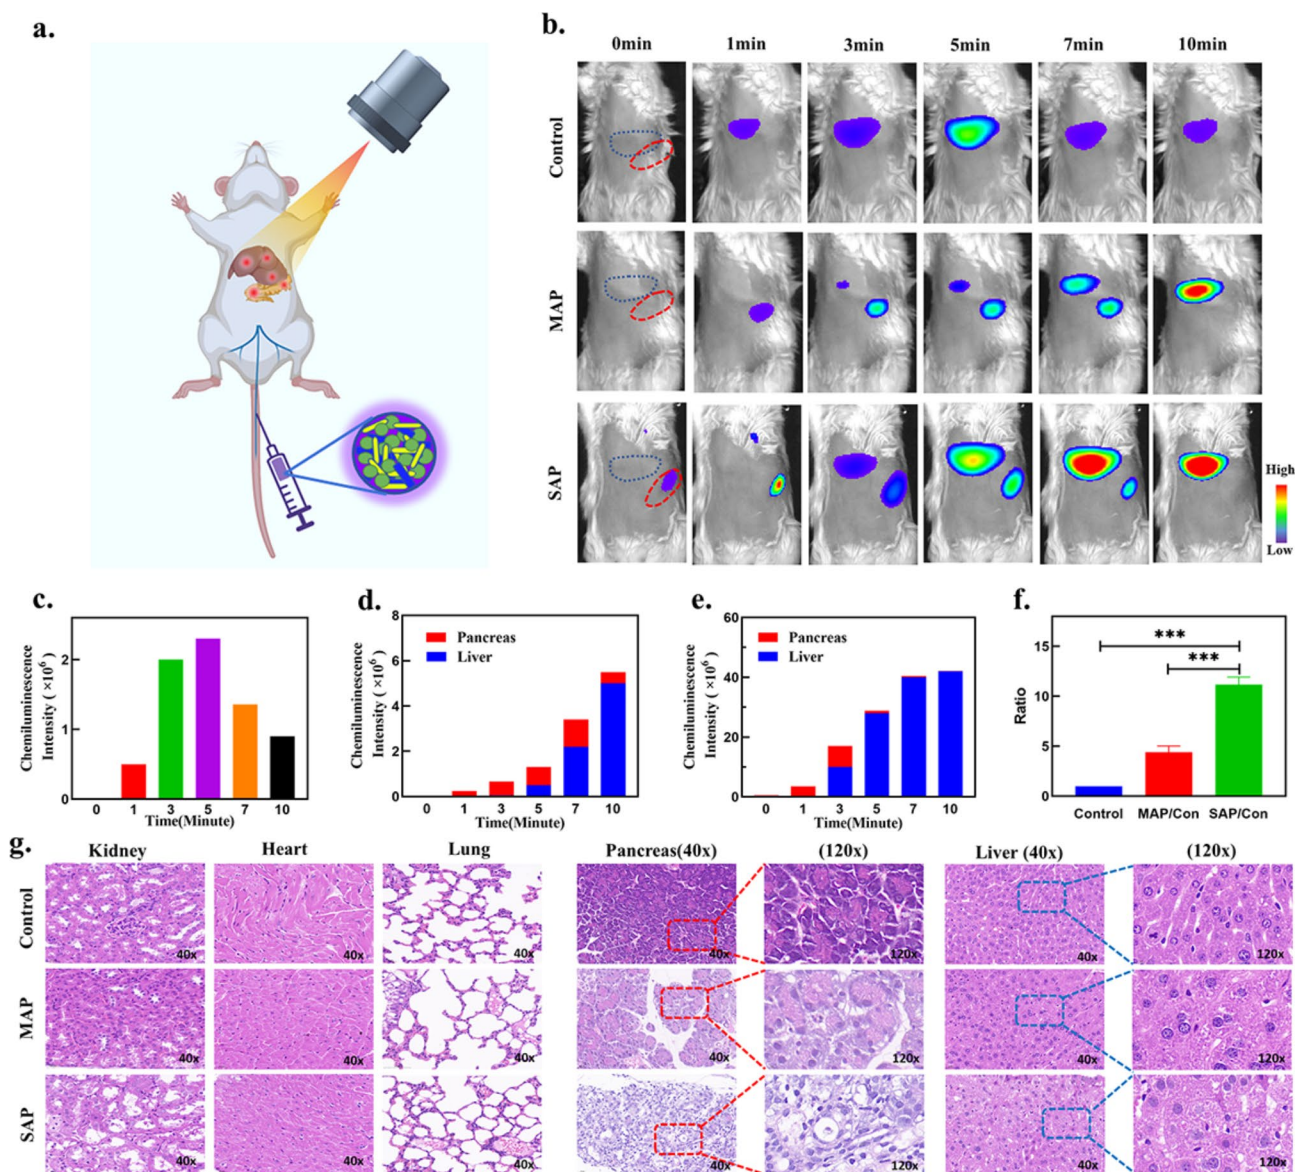 a.
b.
0min 1min 3min 5min 7min 10min
Control
MAP
SAP
High
Low
c.
Chemiluminescence
Intensity ( ×10⁶ )
2
1
0
0 1 3 5 7 10
Time(Minute)
d.
Chemiluminescence
Intensity ( ×10⁶ )
8
6
4
2
0
Pancreas
Liver
0 1 3 5 7 10
Time(Minute)
e.
Chemiluminescence
Intensity ( ×10⁶ )
60
40
20
0
Pancreas
Liver
0 1 3 5 7 10
Time(Minute)
f.
Ratio
15
10
5
0
***
***
Control MAP/Con SAP/Con
g.
Kidney Heart Lung Pancreas(40x) (120x) Liver (40x) (120x)
Control
40x 40x 40x 40x 120x 40x 120x
MAP
40x 40x 40x 40x 120x 40x 120x
SAP
40x 40x 40x 40x 120x 40x 120x